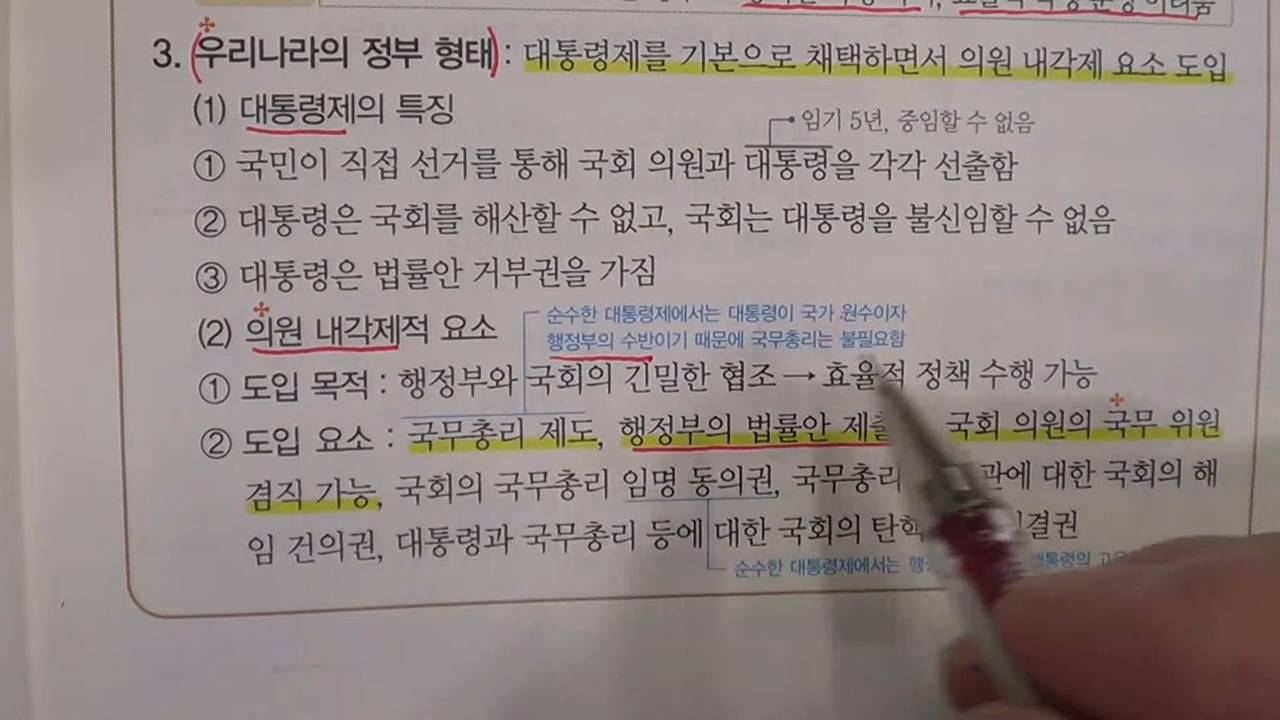 3. (우리나라의 정부 형태) : 대통령제를 기본으로 채택하면서 의원 내각제 요소 도입
(1) 대통령제의 특징
임기 5년, 중임할 수 없음
① 국민이 직접 선거를 통해 국회 의원과 대통령을 각각 선출함
② 대통령은 국회를 해산할 수 없고, 국회는 대통령을 불신임할 수 없음
③ 대통령은 법률안 거부권을 가짐
(2) 의원 내각제적 요소
순수한 대통령제에서는 대통령이 국가 원수이자
행정부의 수반이기 때문에 국무총리는 불필요함
① 도입 목적 : 행정부와 국회의 긴밀한 협조 → 효율적 정책 수행 가능
② 도입 요소 : 국무총리 제도, 행정부의 법률안 국회 의원의 국무 위원
겸직 가능, 국회의 국무총리 임명 동의권, 국무총리 대한 국회의 해
임 건의권, 대통령과 국무총리 등에 대한 국회의
순수한 대통령제에서는